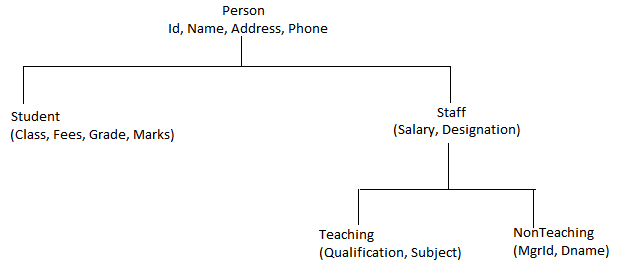 Person
Id, Name, Address, Phone
Student
(Class, Fees, Grade, Marks)
Staff
(Salary, Designation)
Teaching
(Qualification, Subject)
NonTeaching
(MgrId, Dname)